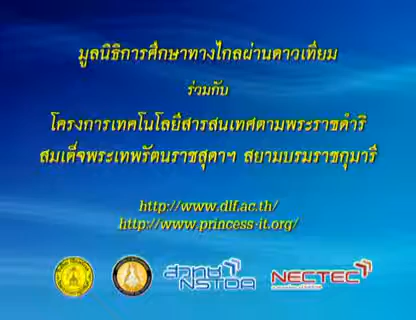 มูลนิธิการศึกษาทางไกลผ่านดาวเทียม
ร่วมกับ
โครงการเทคโนโลยีสารสนเทศตามพระราชดำริ
สมเด็จพระเทพรัตนราชสุดาฯ สยามบรมราชกุมารี
http://www.dlf.ac.th/
http://www.princess-it.org/
สวทช
NSTDA
NECTEC